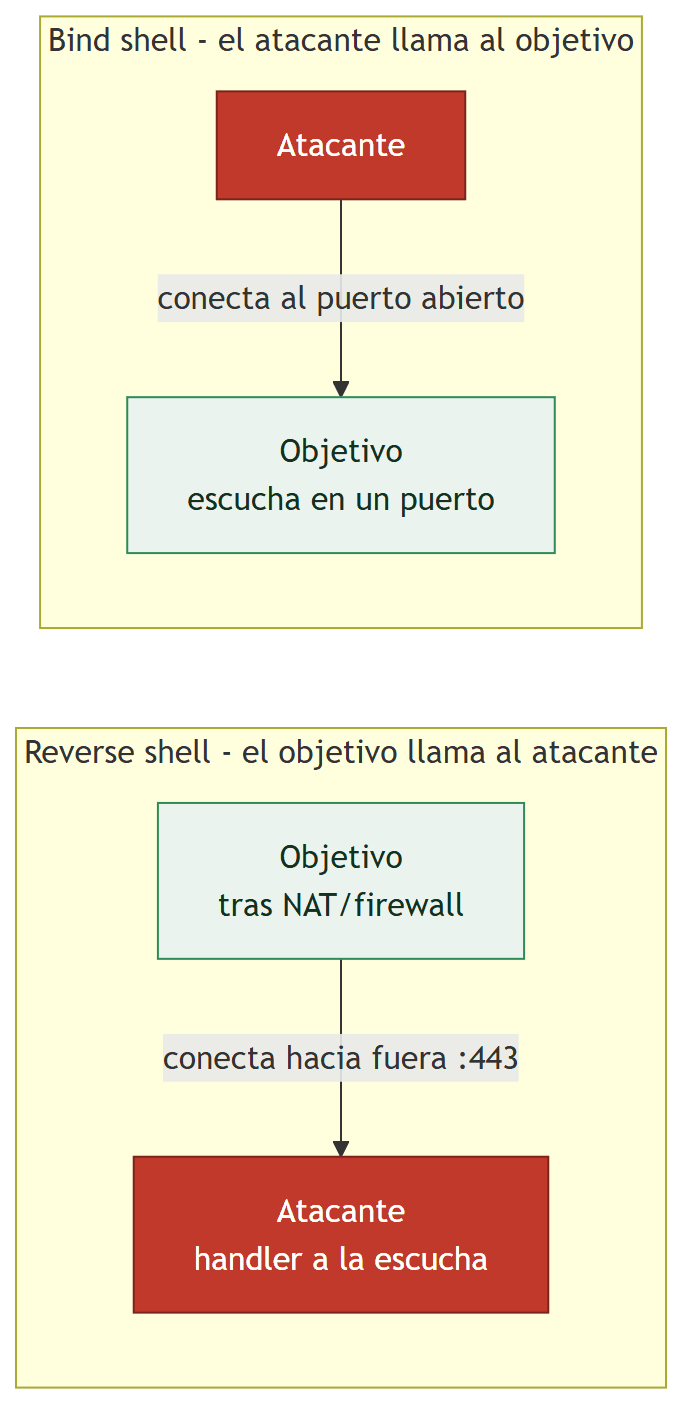 Bind shell - el atacante llama al objetivo
Atacante
conecta al puerto abierto
Objetivo
escucha en un puerto
Reverse shell - el objetivo llama al atacante
Objetivo
tras NAT/firewall
conecta hacia fuera :443
Atacante
handler a la escucha